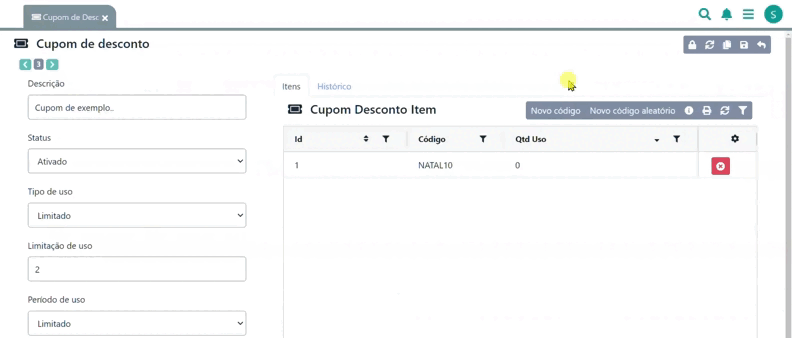 Cupom de Desc
S
Cupom de desconto
3
Descrição
Cupom de exemplo..
Status
Ativado
Tipo de uso
Limitado
Limitação de uso
2
Período de uso
Limitado
Itens Histórico
Cupom Desconto Item
Novo código Novo código aleatório
Id Código Qtd Uso
1 NATAL10 0